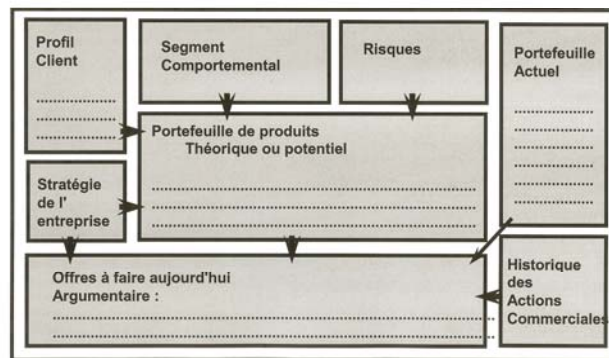 Profil
Client
Segment
Comportemental
Risques
Portefeuille
Actuel
Portefeuille de produits
Théorique ou potentiel
Stratégie
de l'
entreprise
Offres à faire aujourd'hui
Argumentaire :
Historique
des
Actions
Commerciales